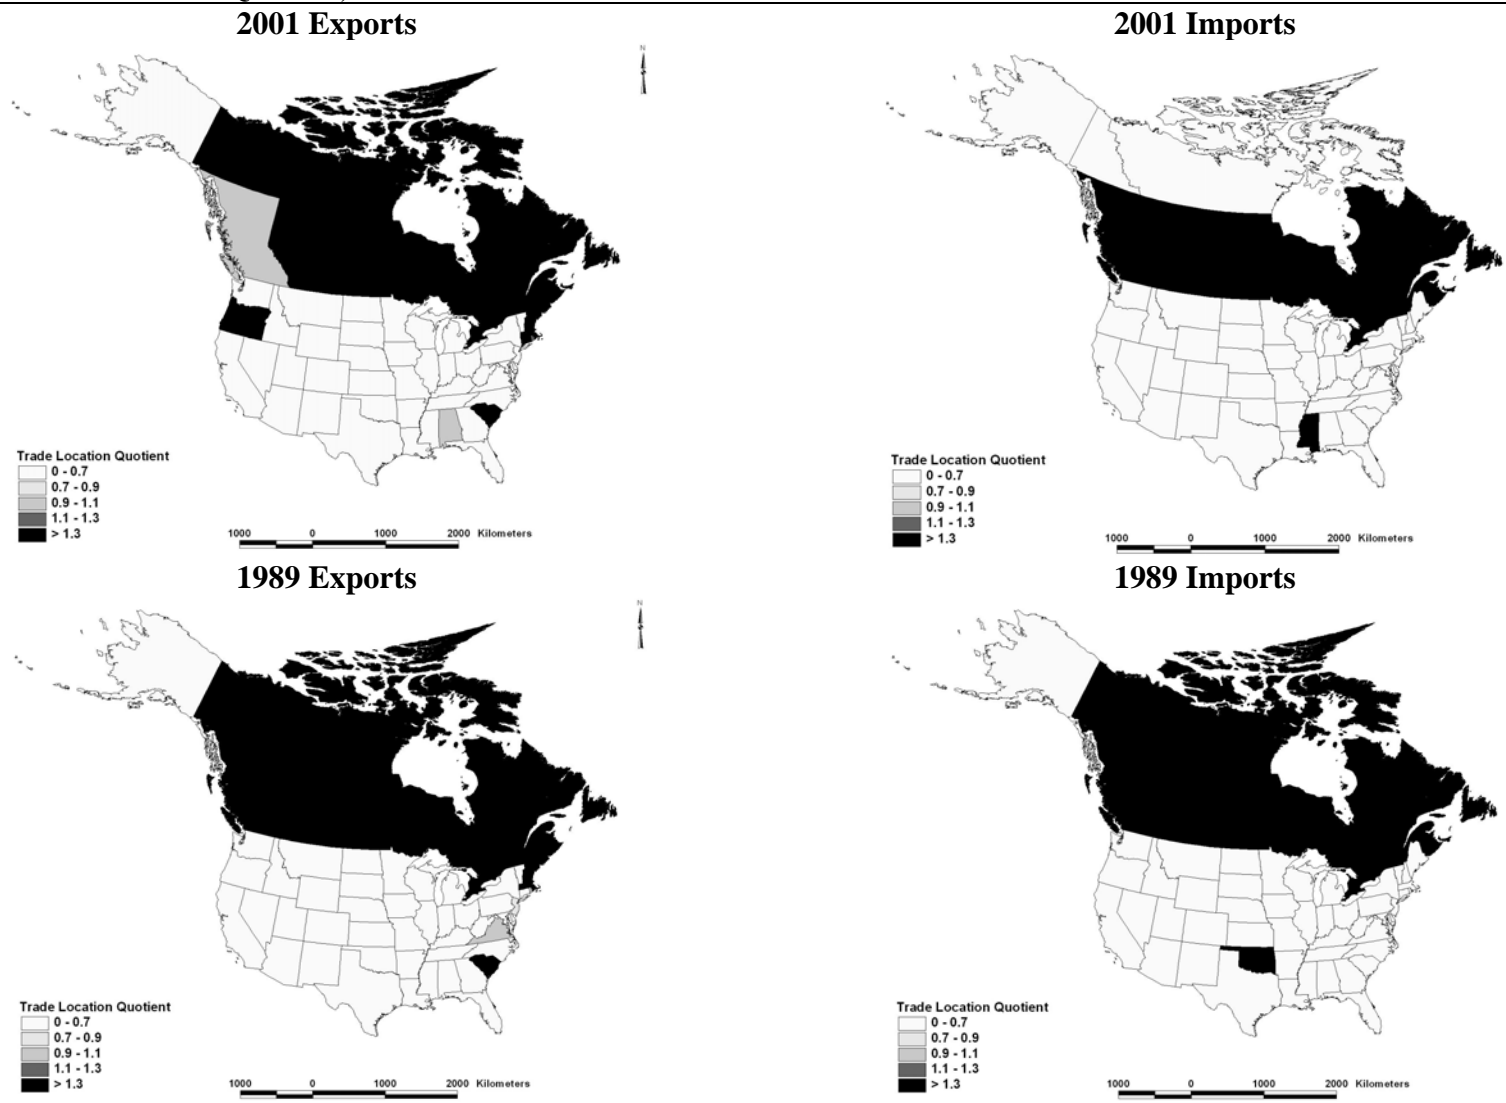 2001 Exports
N
Trade Location Quotient
0 - 0.7
0.7 - 0.9
0.9 - 1.1
1.1 - 1.3
> 1.3
1000 0 1000 2000 Kilometers
2001 Imports
Trade Location Quotient
0 - 0.7
0.7 - 0.9
0.9 - 1.1
1.1 - 1.3
> 1.3
1000 0 1000 2000 Kilometers
1989 Exports
N
Trade Location Quotient
0 - 0.7
0.7 - 0.9
0.9 - 1.1
1.1 - 1.3
> 1.3
1000 0 1000 2000 Kilometers
1989 Imports
Trade Location Quotient
0 - 0.7
0.7 - 0.9
0.9 - 1.1
1.1 - 1.3
> 1.3
1000 0 1000 2000 Kilometers